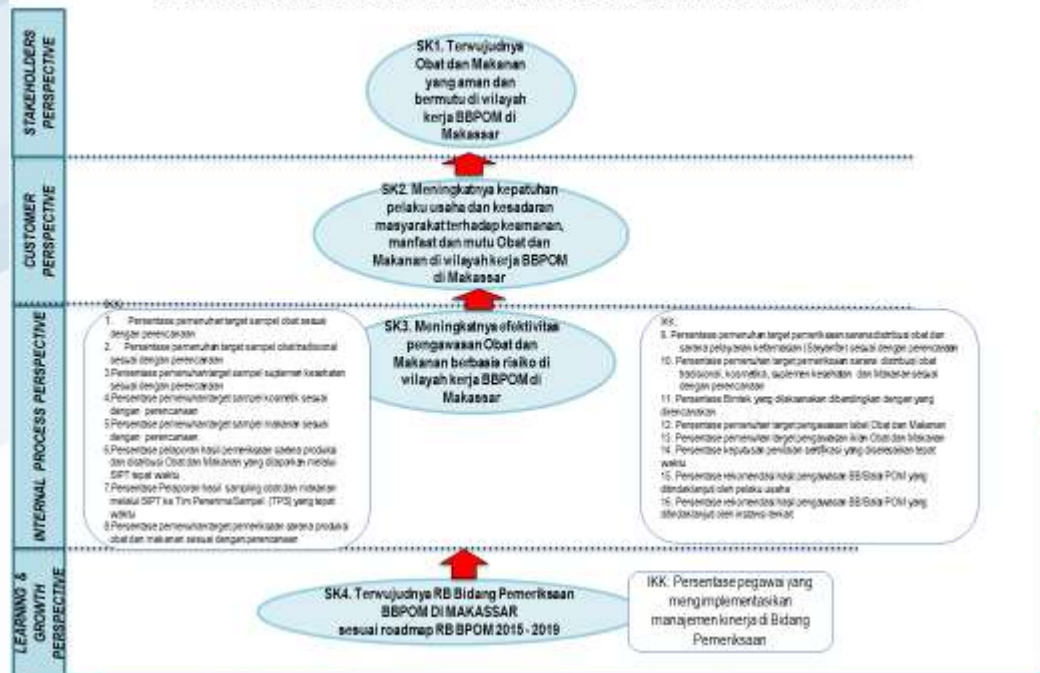 STAKEHOLDERS
PERSPECTIVE
SK1. Terwujudnya
Obat dan Makanan
yang aman dan
bermutu di wilayah
kerja BBPOM di
Makassar
CUSTOMER
PERSPECTIVE
SK2. Meningkatnya kepatuhan
pelaku usaha dan kesadaran
masyarakat terhadap keamanan,
manfaat dan mutu Obat dan
Makanan di wilayah kerja BBPOM
di Makassar
INTERNAL PROCESS PERSPECTIVE
1. Persentase pemenuhan target sampel obat sesuai
dengan perencanaan
2. Persentase pemenuhan target sampel obat tradisional
sesuai dengan perencanaan
3.Persentase pemenuhan target sampel suplemen kesehatan
sesuai dengan perencanaan
4.Persentase pemenuhan target sampel kosmetik sesuai
dengan perencanaan
5.Persentase pemenuhan target sampel makanan sesuai
dengan perencanaan
6.Persentase pelaporan hasil pemeriksaan sarana produksi
dan distribusi Obat dan Makanan yang dilaporkan melalui
SIPT tepat waktu
7.Persentase Pelaporan hasil sampling obat dan makanan
melalui SIPT ke Tim Penerima Sampel (TPS) yang tepat
waktu
8.Persentase pemenuhan target pemeriksaan sarana produksi
obat dan makanan sesuai dengan perencanaan
SK3. Meningkatnya efektivitas
pengawasan Obat dan
Makanan berbasis risiko di
wilayah kerja BBPOM di
Makassar
9. Persentase pemenuhan target pemeriksaan sarana distribusi obat dan
sarana pelayanan kefarmasian (Saryanfar) sesuai dengan perencanaan
10. Persentase pemenuhan target pemeriksaan sarana distribusi obat
tradisional, kosmetika, suplemen kesehatan dan Makanan sesuai
dengan perencanaan
11. Persentase Bimtek yang dilaksanakan dibandingkan dengan yang
direncanakan
12. Persentase pemenuhan target pengawasan label Obat dan Makanan
13. Persentase pemenuhan target pengawasan iklan Obat dan Makanan
14. Persentase keputusan penilaian sertifikasi yang diselesaikan tepat
waktu
15. Persentase rekomendasi hasil pengawasan BB/Balai POM yang
ditindaklanjuti oleh pelaku usaha
16. Persentase rekomendasi hasil pengawasan BB/Balai POM yang
ditindaklanjuti oleh instansi terkait
LEARNING &
GROWTH
PERSPECTIVE
SK4. Terwujudnya RB Bidang Pemeriksaan
BBPOM DI MAKASSAR
sesuai roadmap RB BPOM 2015 - 2019
IKK: Persentase pegawai yang
mengimplementasikan
manajemen kinerja di Bidang
Pemeriksaan